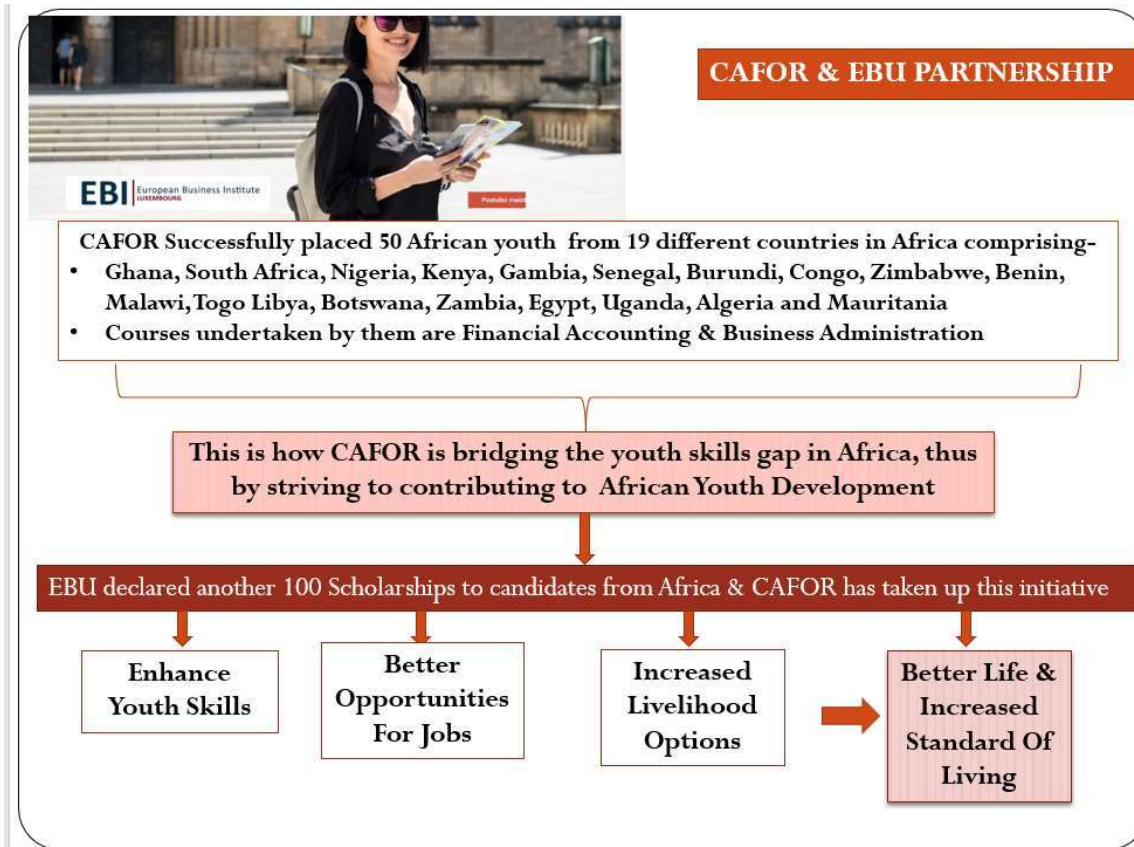 CAFOR & EBU PARTNERSHIP
EBI European Business Institute
LUXEMBOURG
Postulez maint
CAFOR Successfully placed 50 African youth from 19 different countries in Africa comprising-
• Ghana, South Africa, Nigeria, Kenya, Gambia, Senegal, Burundi, Congo, Zimbabwe, Benin,
Malawi, Togo Libya, Botswana, Zambia, Egypt, Uganda, Algeria and Mauritania
• Courses undertaken by them are Financial Accounting & Business Administration
This is how CAFOR is bridging the youth skills gap in Africa, thus
by striving to contributing to African Youth Development
EBU declared another 100 Scholarships to candidates from Africa & CAFOR has taken up this initiative
Enhance
Youth Skills
Better
Opportunities
For Jobs
Increased
Livelihood
Options
Better Life &
Increased
Standard Of
Living